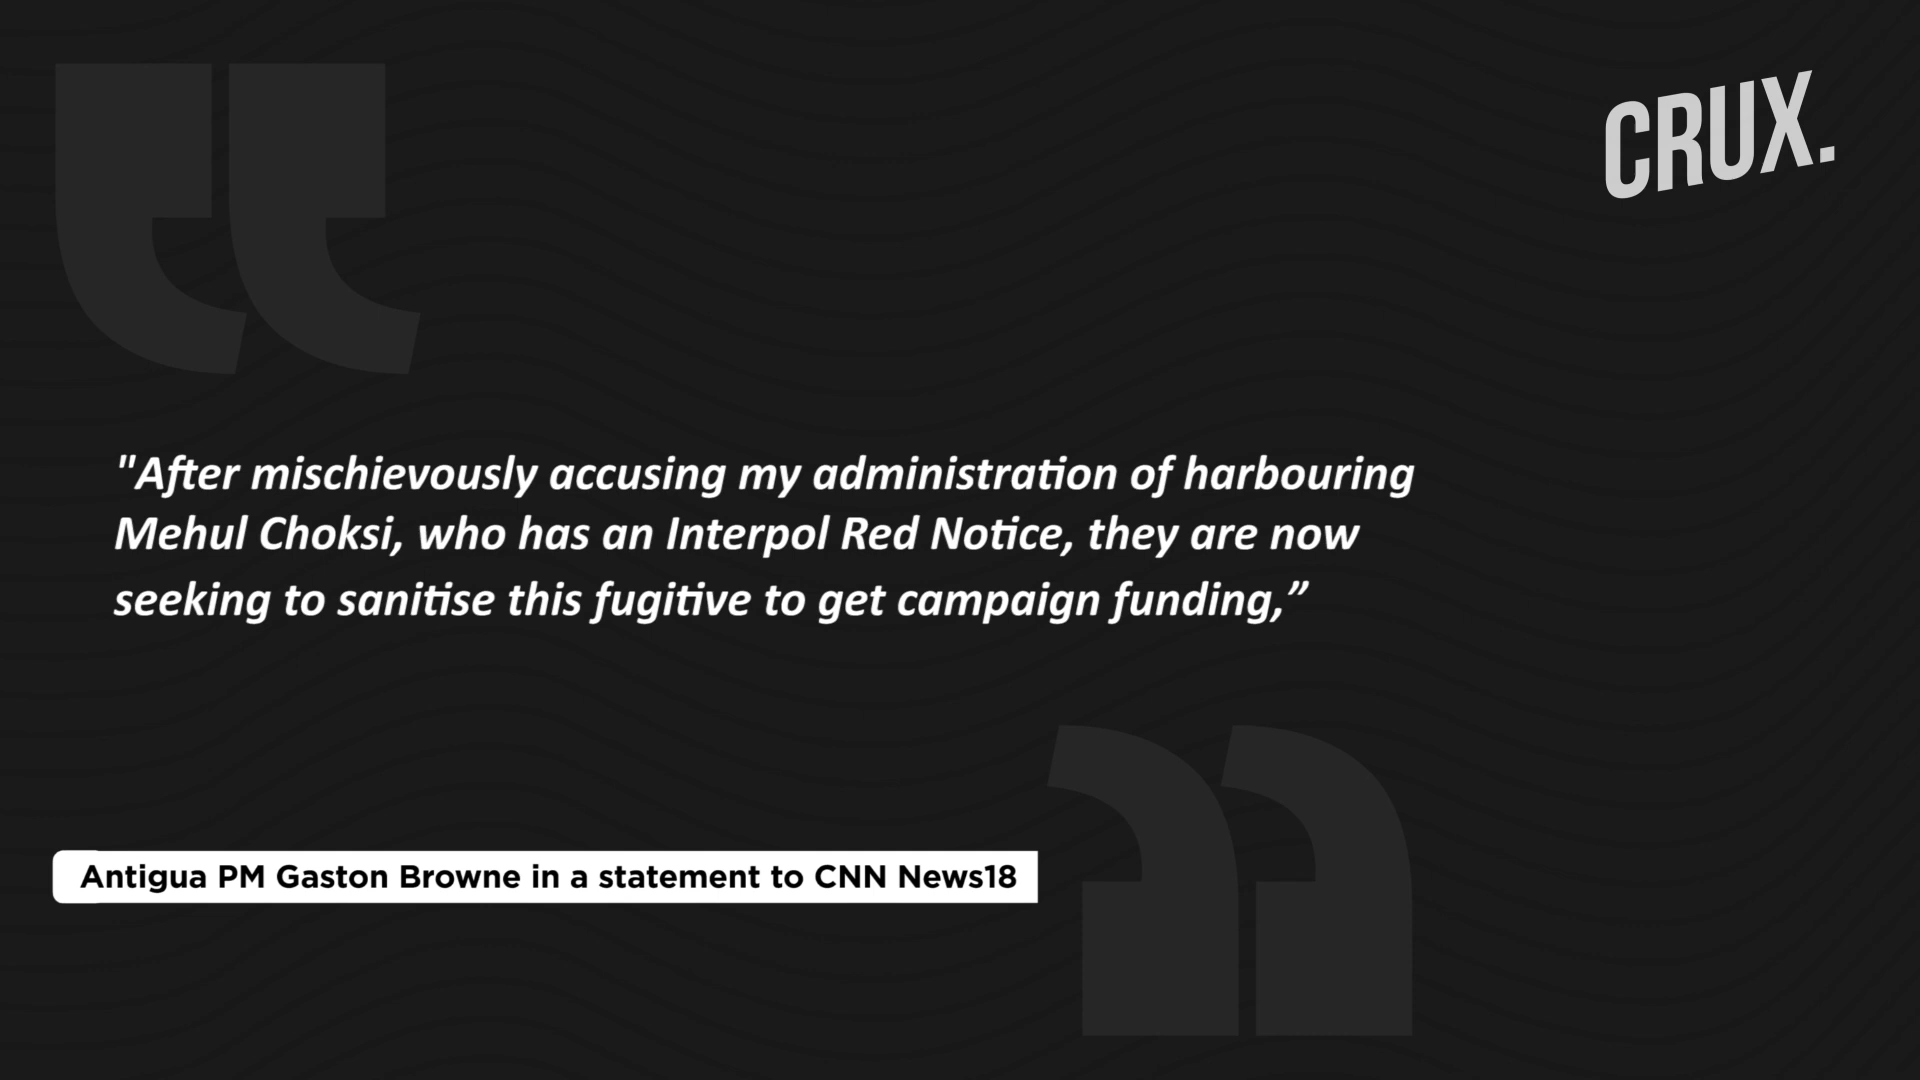 CRUX.
"After mischievously accusing my administration of harbouring
Mehul Choksi, who has an Interpol Red Notice, they are now
seeking to sanitise this fugitive to get campaign funding,”
Antigua PM Gaston Browne in a statement to CNN News18